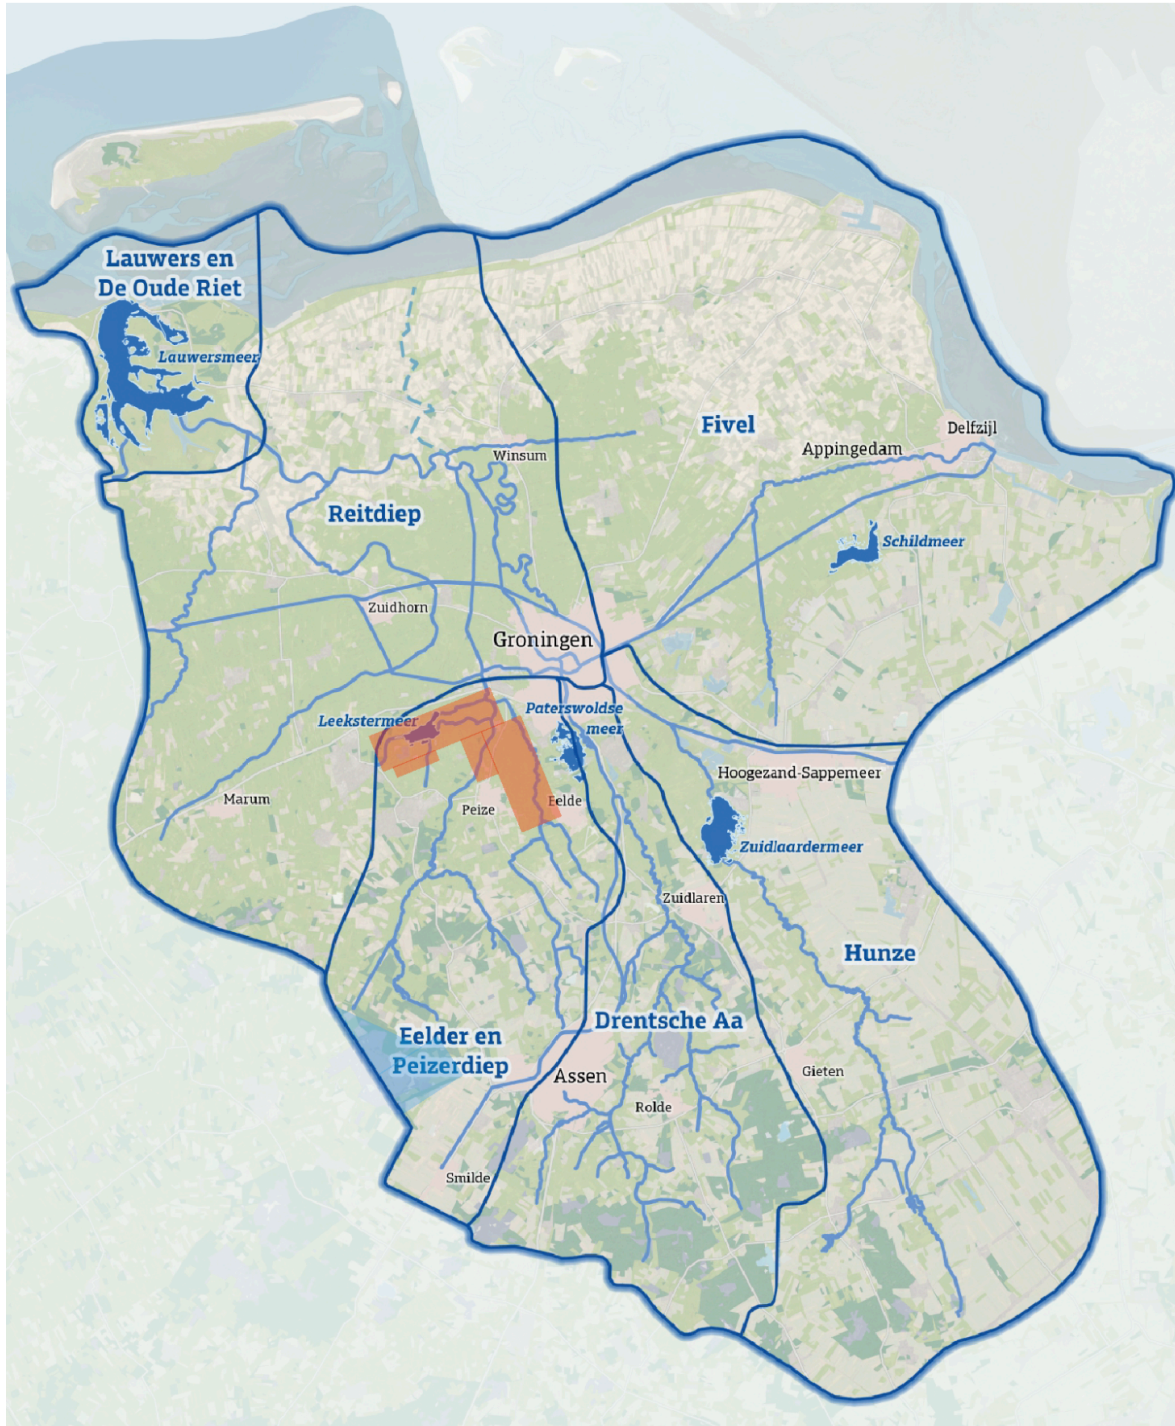 Lauwers en
De Oude Riet
Lauwersmeer
Fivel
Delfzijl
Appingedam
Winsum
Reitdiep
Schildmeer
Zuidhorn
Groningen
Leekstermeer
Paterswoldse
meer
Hoogezand-Sappemeer
Marum
Peize
Eelde
Zuidlaardermeer
Zuidlaren
Hunze
Drentsche Aa
Eelder en
Peizerdiep
Assen
Gieten
Rolde
Smilde